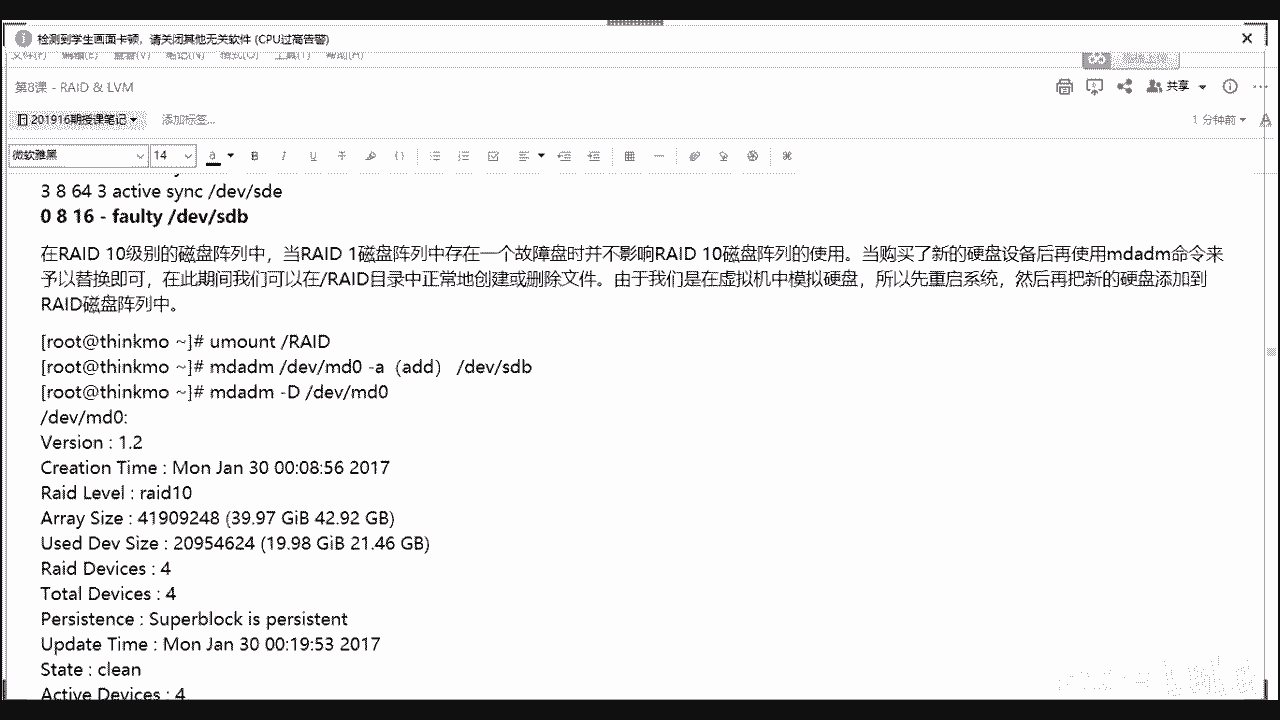 检测到学生画面卡顿，请关闭其他无关软件 (CPU过高告警)
第8课 - RAID & LVM
共享
201916期授课笔记
添加标签...
1 分钟前
微软雅黑
14
3 8 64 3 active sync /dev/sde
0 8 16 - faulty /dev/sdb
在RAID 10级别的磁盘阵列中，当RAID 1磁盘阵列中存在一个故障盘时并不影响RAID 10磁盘阵列的使用。当购买了新的硬盘设备后再使用mdadm命令来
予以替换即可，在此期间我们可以在/RAID目录中正常地创建或删除文件。由于我们是在虚拟机中模拟硬盘，所以先重启系统，然后再把新的硬盘添加到
RAID磁盘阵列中。
[root@thinkmo ~]# umount /RAID
[root@thinkmo ~]# mdadm /dev/md0 -a（add） /dev/sdb
[root@thinkmo ~]# mdadm -D /dev/md0
/dev/md0:
Version : 1.2
Creation Time : Mon Jan 30 00:08:56 2017
Raid Level : raid10
Array Size : 41909248 (39.97 GiB 42.92 GB)
Used Dev Size : 20954624 (19.98 GiB 21.46 GB)
Raid Devices : 4
Total Devices : 4
Persistence : Superblock is persistent
Update Time : Mon Jan 30 00:19:53 2017
State : clean
Active Devices : 4